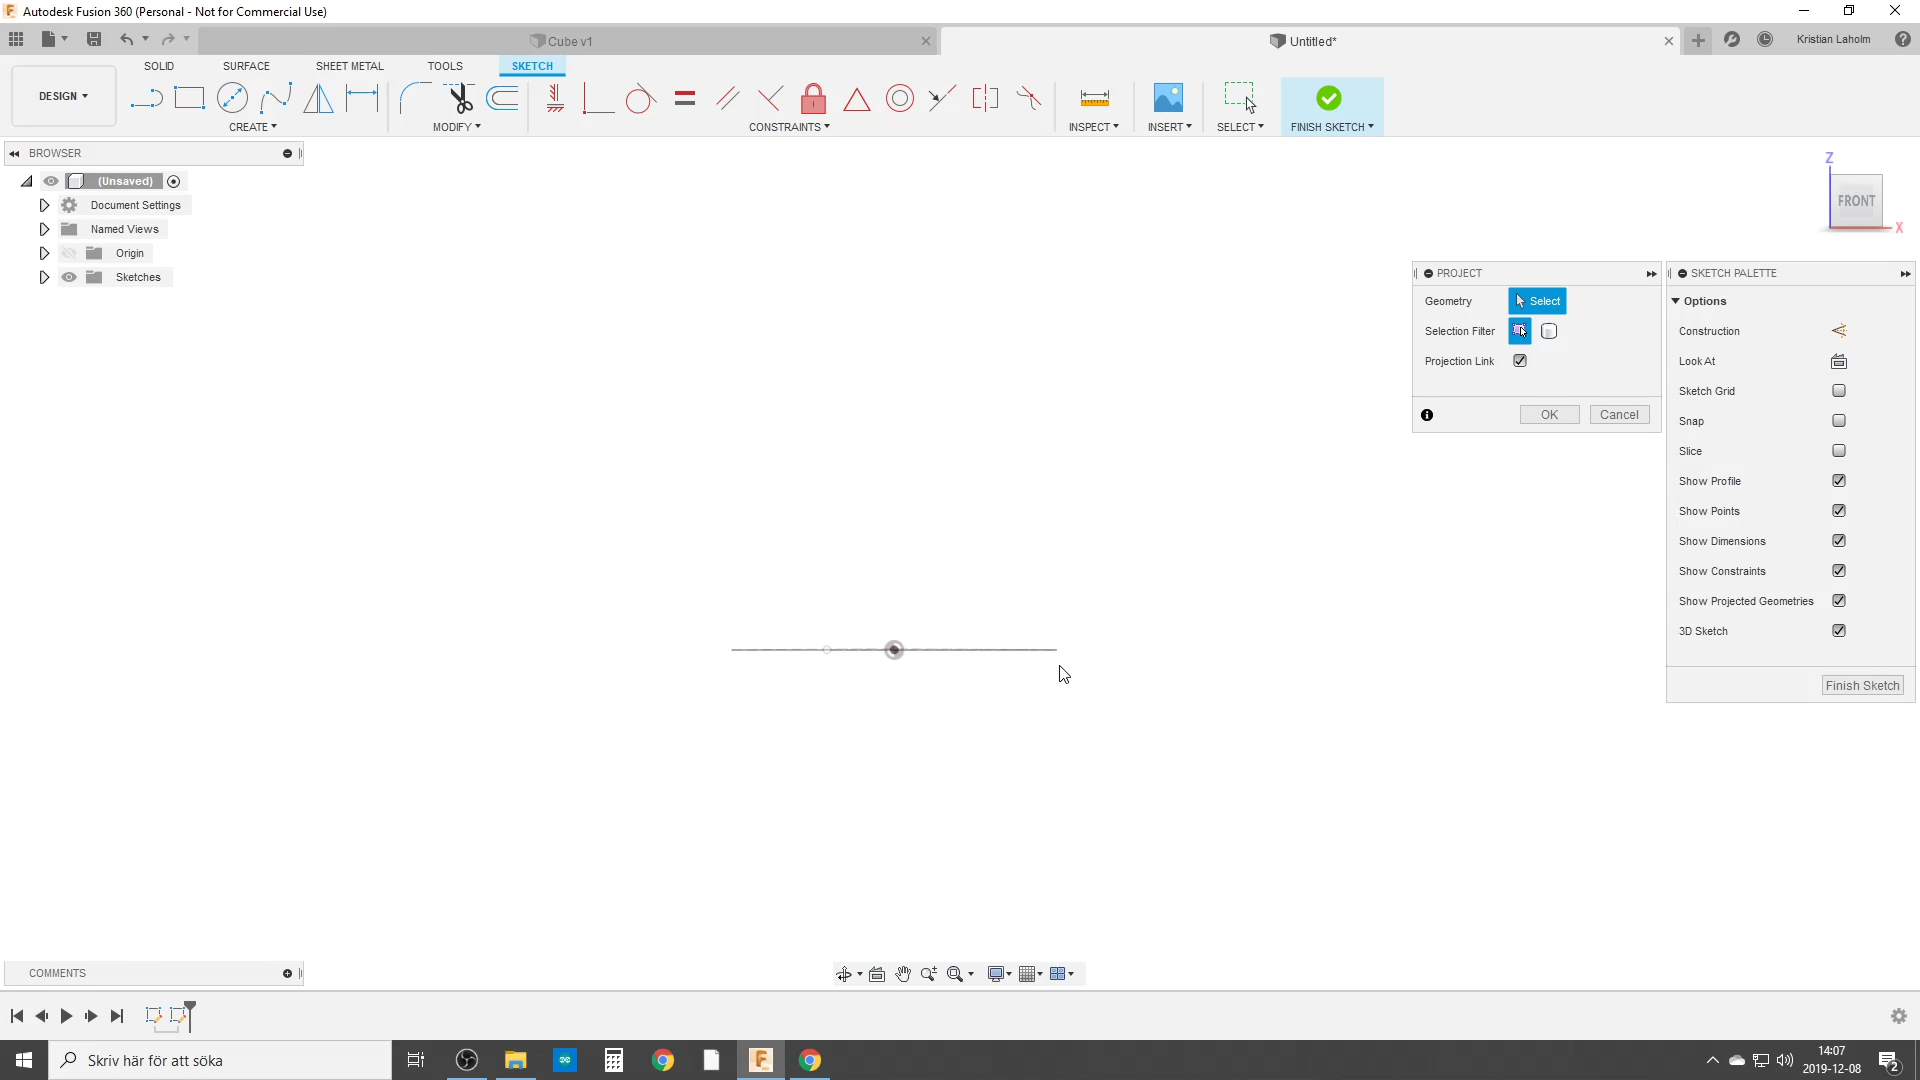 Autodesk Fusion 360 (Personal - Not for Commercial Use)
Cube v1
Untitled*
Kristian Laholm
SOLID
SURFACE
SHEET METAL
TOOLS
SKETCH
DESIGN
CREATE
MODIFY
CONSTRAINTS
INSPECT
INSERT
SELECT
FINISH SKETCH
BROWSER
(Unsaved)
Document Settings
Named Views
Origin
Sketches
Z
FRONT
X
PROJECT
Geometry
Select
Selection Filter
Projection Link
OK
Cancel
SKETCH PALETTE
Options
Construction
Look At
Sketch Grid
Snap
Slice
Show Profile
Show Points
Show Dimensions
Show Constraints
Show Projected Geometries
3D Sketch
Finish Sketch
COMMENTS
Skriv här för att söka
14:07
2019-12-08
2